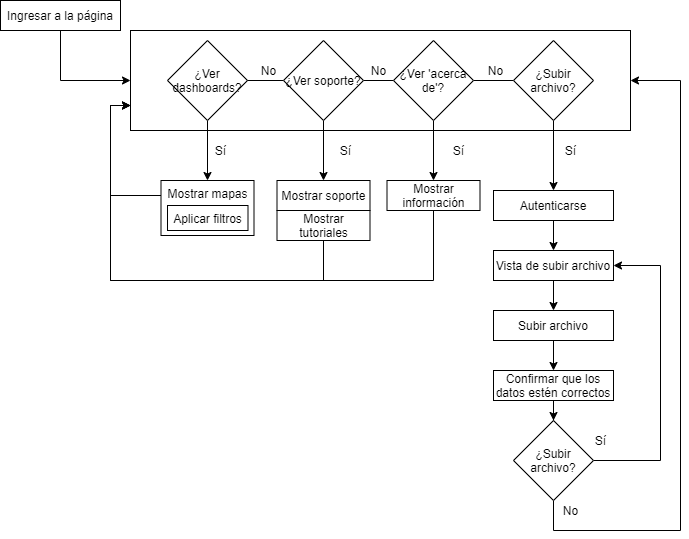 Ingresar a la página
¿Ver
dashboards?
No
¿Ver soporte?
No
¿Ver 'acerca
de'?
No
¿Subir
archivo?
Sí
Sí
Sí
Sí
Mostrar mapas
Aplicar filtros
Mostrar soporte
Mostrar
tutoriales
Mostrar
información
Autenticarse
Vista de subir archivo
Subir archivo
Confirmar que los
datos estén correctos
¿Subir
archivo?
Sí
No